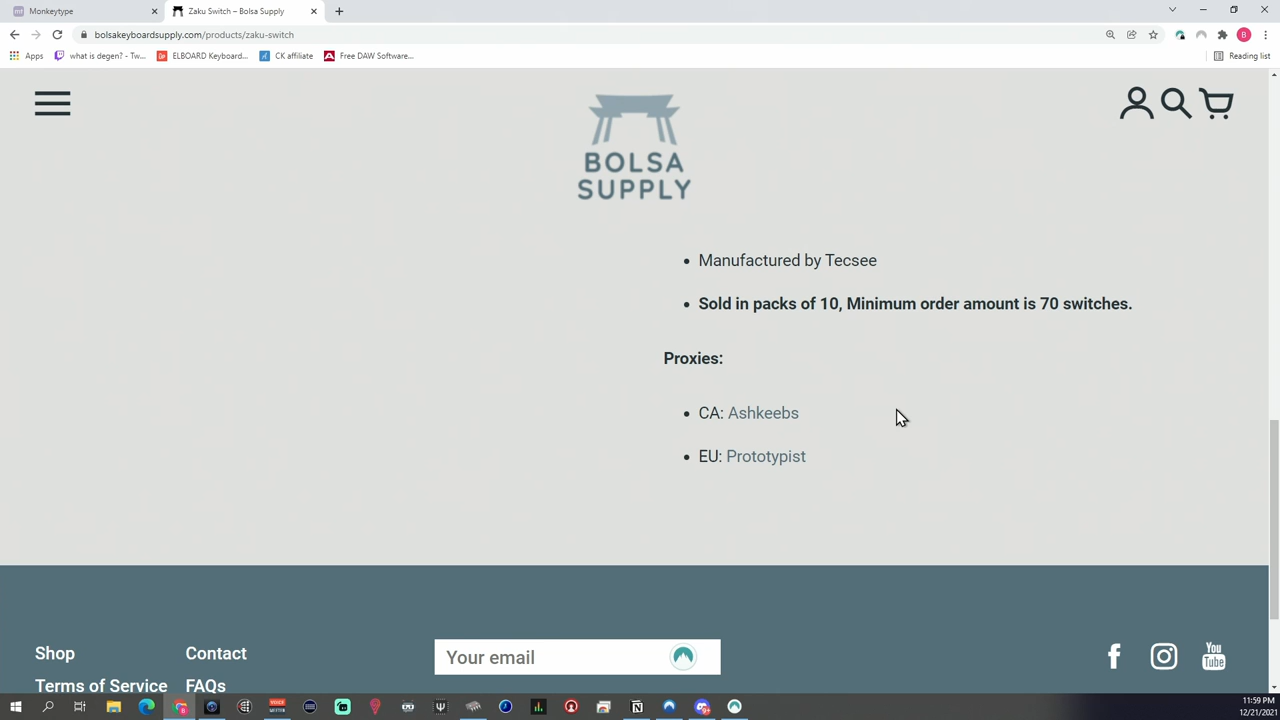 Monkeytype
Zaku Switch – Bolsa Supply
bolsakeyboardsupply.com/products/zaku-switch
Apps
what is degen? - Tw...
ELBOARD Keyboard...
CK affiliate
Free DAW Software...
Reading list
BOLSA
SUPPLY
Manufactured by Tecsee
Sold in packs of 10, Minimum order amount is 70 switches.
Proxies:
CA: Ashkeebs
EU: Prototypist
Shop
Contact
Your email
You
Tube
Terms of Service
FAQs
11:59 PM
12/21/2021